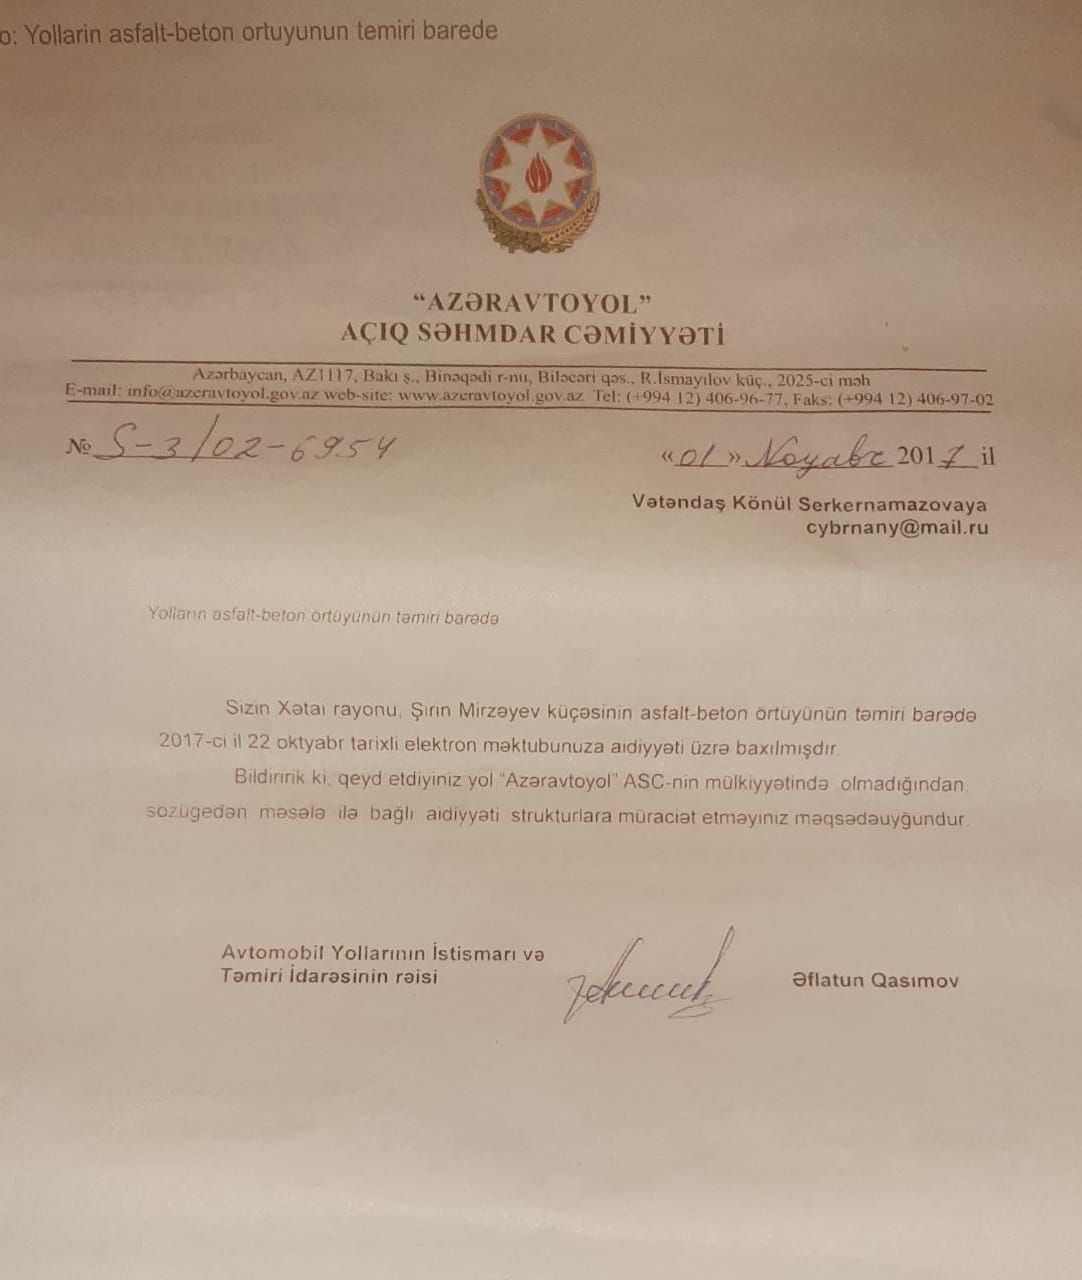 o: Yollarin asfalt-beton ortuyunun temiri barede
“AZƏRAVTOYOL”
AÇIQ SƏHMDAR CƏMİYYƏTİ
Azərbaycan, AZ1117, Bakı ş., Binəqədi r-nu, Biləcəri qəs., R.İsmayılov küç., 2025-ci məh
E-mail: info@azeravtoyol.gov.az web-site: www.azeravtoyol.gov.az Tel: (+994 12) 406-96-77, Faks: (+994 12) 406-97-02
№ S-3/02-6954 «01» Noyabr 2017 il
Vətəndaş Könül Serkernamazovaya
cybrnany@mail.ru
Yolların asfalt-beton örtüyünün təmiri barədə
Sizin Xətai rayonu, Şirin Mirzəyev küçəsinin asfalt-beton örtüyünün təmiri barədə
2017-ci il 22 oktyabr tarixli elektron məktubunuza aidiyyəti üzrə baxılmışdır.
Bildiririk ki, qeyd etdiyiniz yol “Azəravtoyol” ASC-nin mülkiyyətində olmadığından,
sözügedən məsələ ilə bağlı aidiyyəti strukturlara müraciət etməyiniz məqsədəuyğundur.
Avtomobil Yollarının İstismarı və
Təmiri İdarəsinin rəisi Əflatun Qasımov